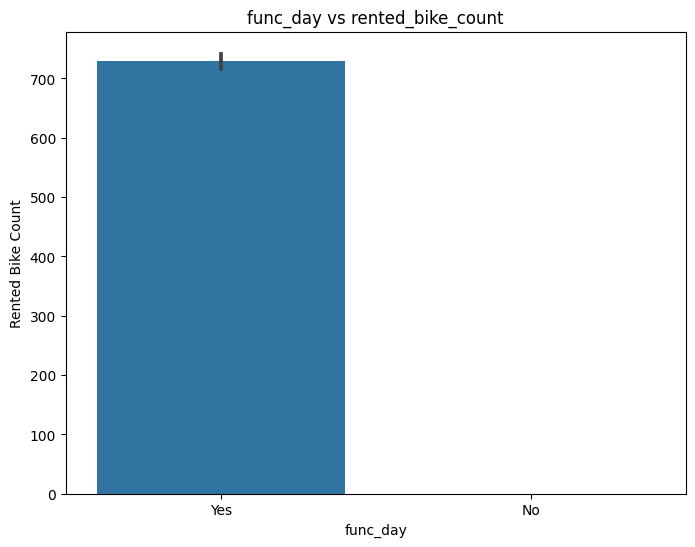 func_day vs rented_bike_count
700
600
500
400
300
200
100
0
Rented Bike Count
Yes
No
func_day